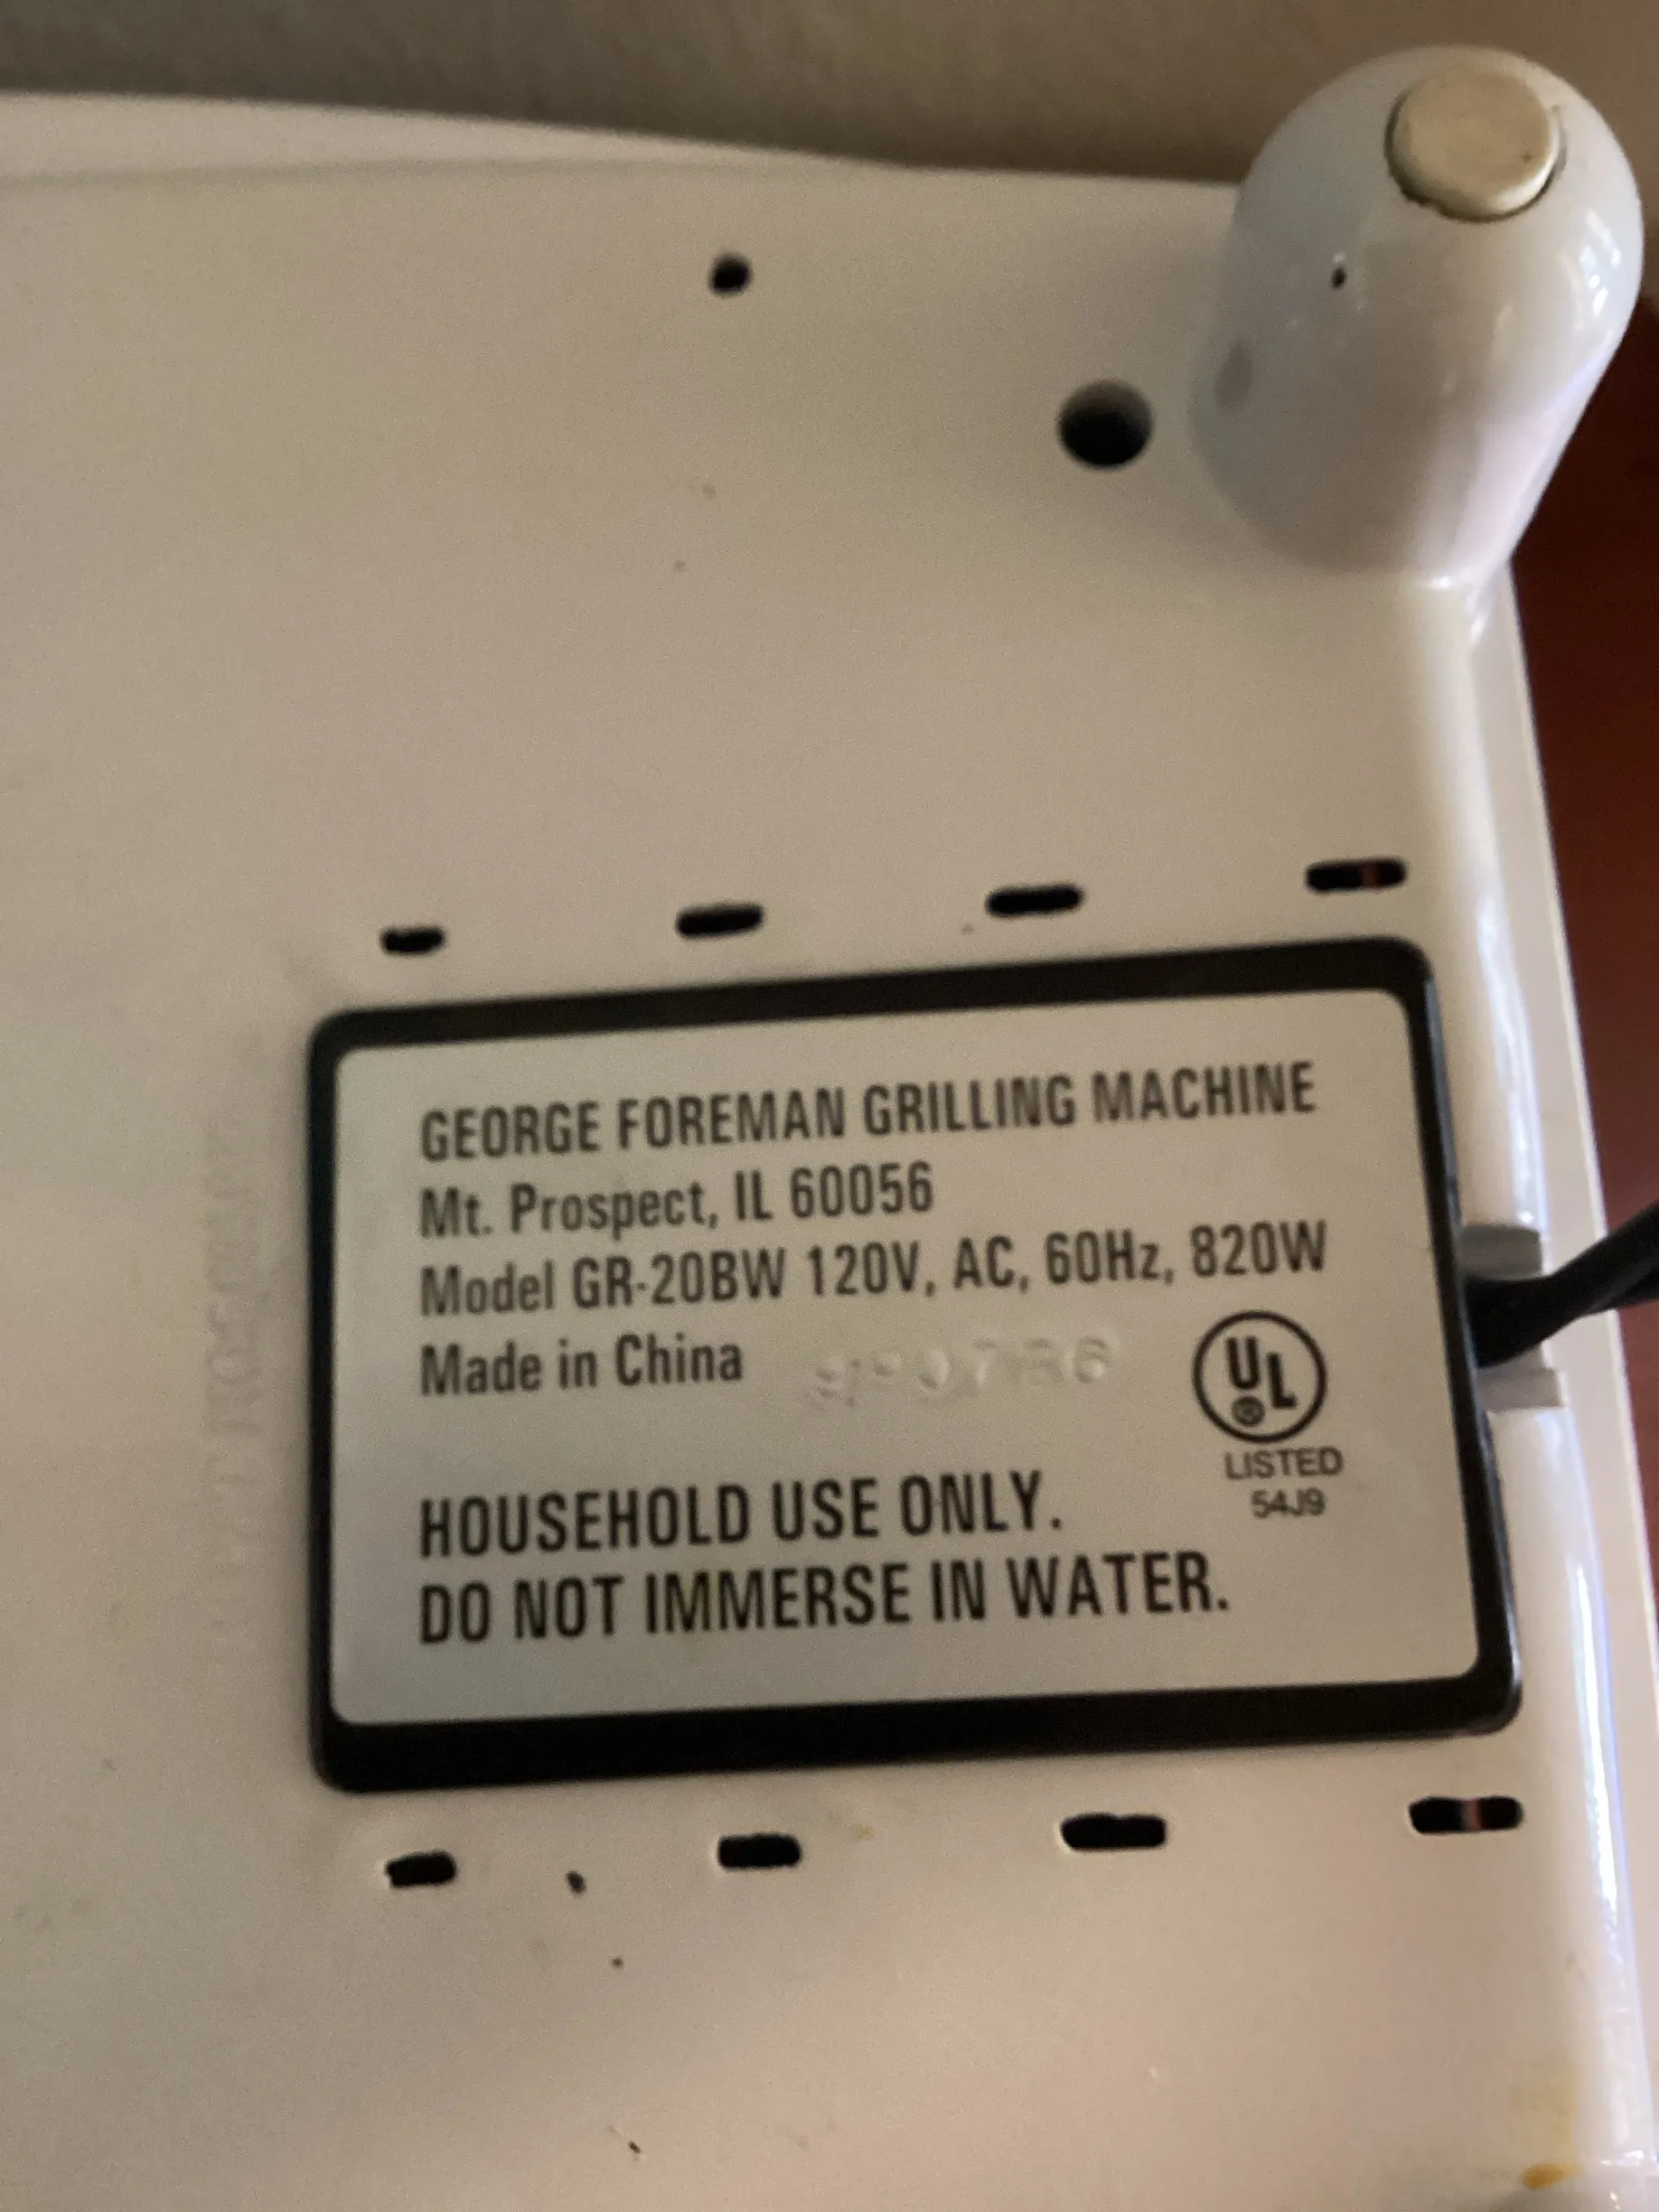 GEORGE FOREMAN GRILLING MACHINE
Mt. Prospect, IL 60056
Model GR-20BW 120V, AC, 60Hz, 820W
Made in China
UL
®
LISTED
54J9
HOUSEHOLD USE ONLY.
DO NOT IMMERSE IN WATER.